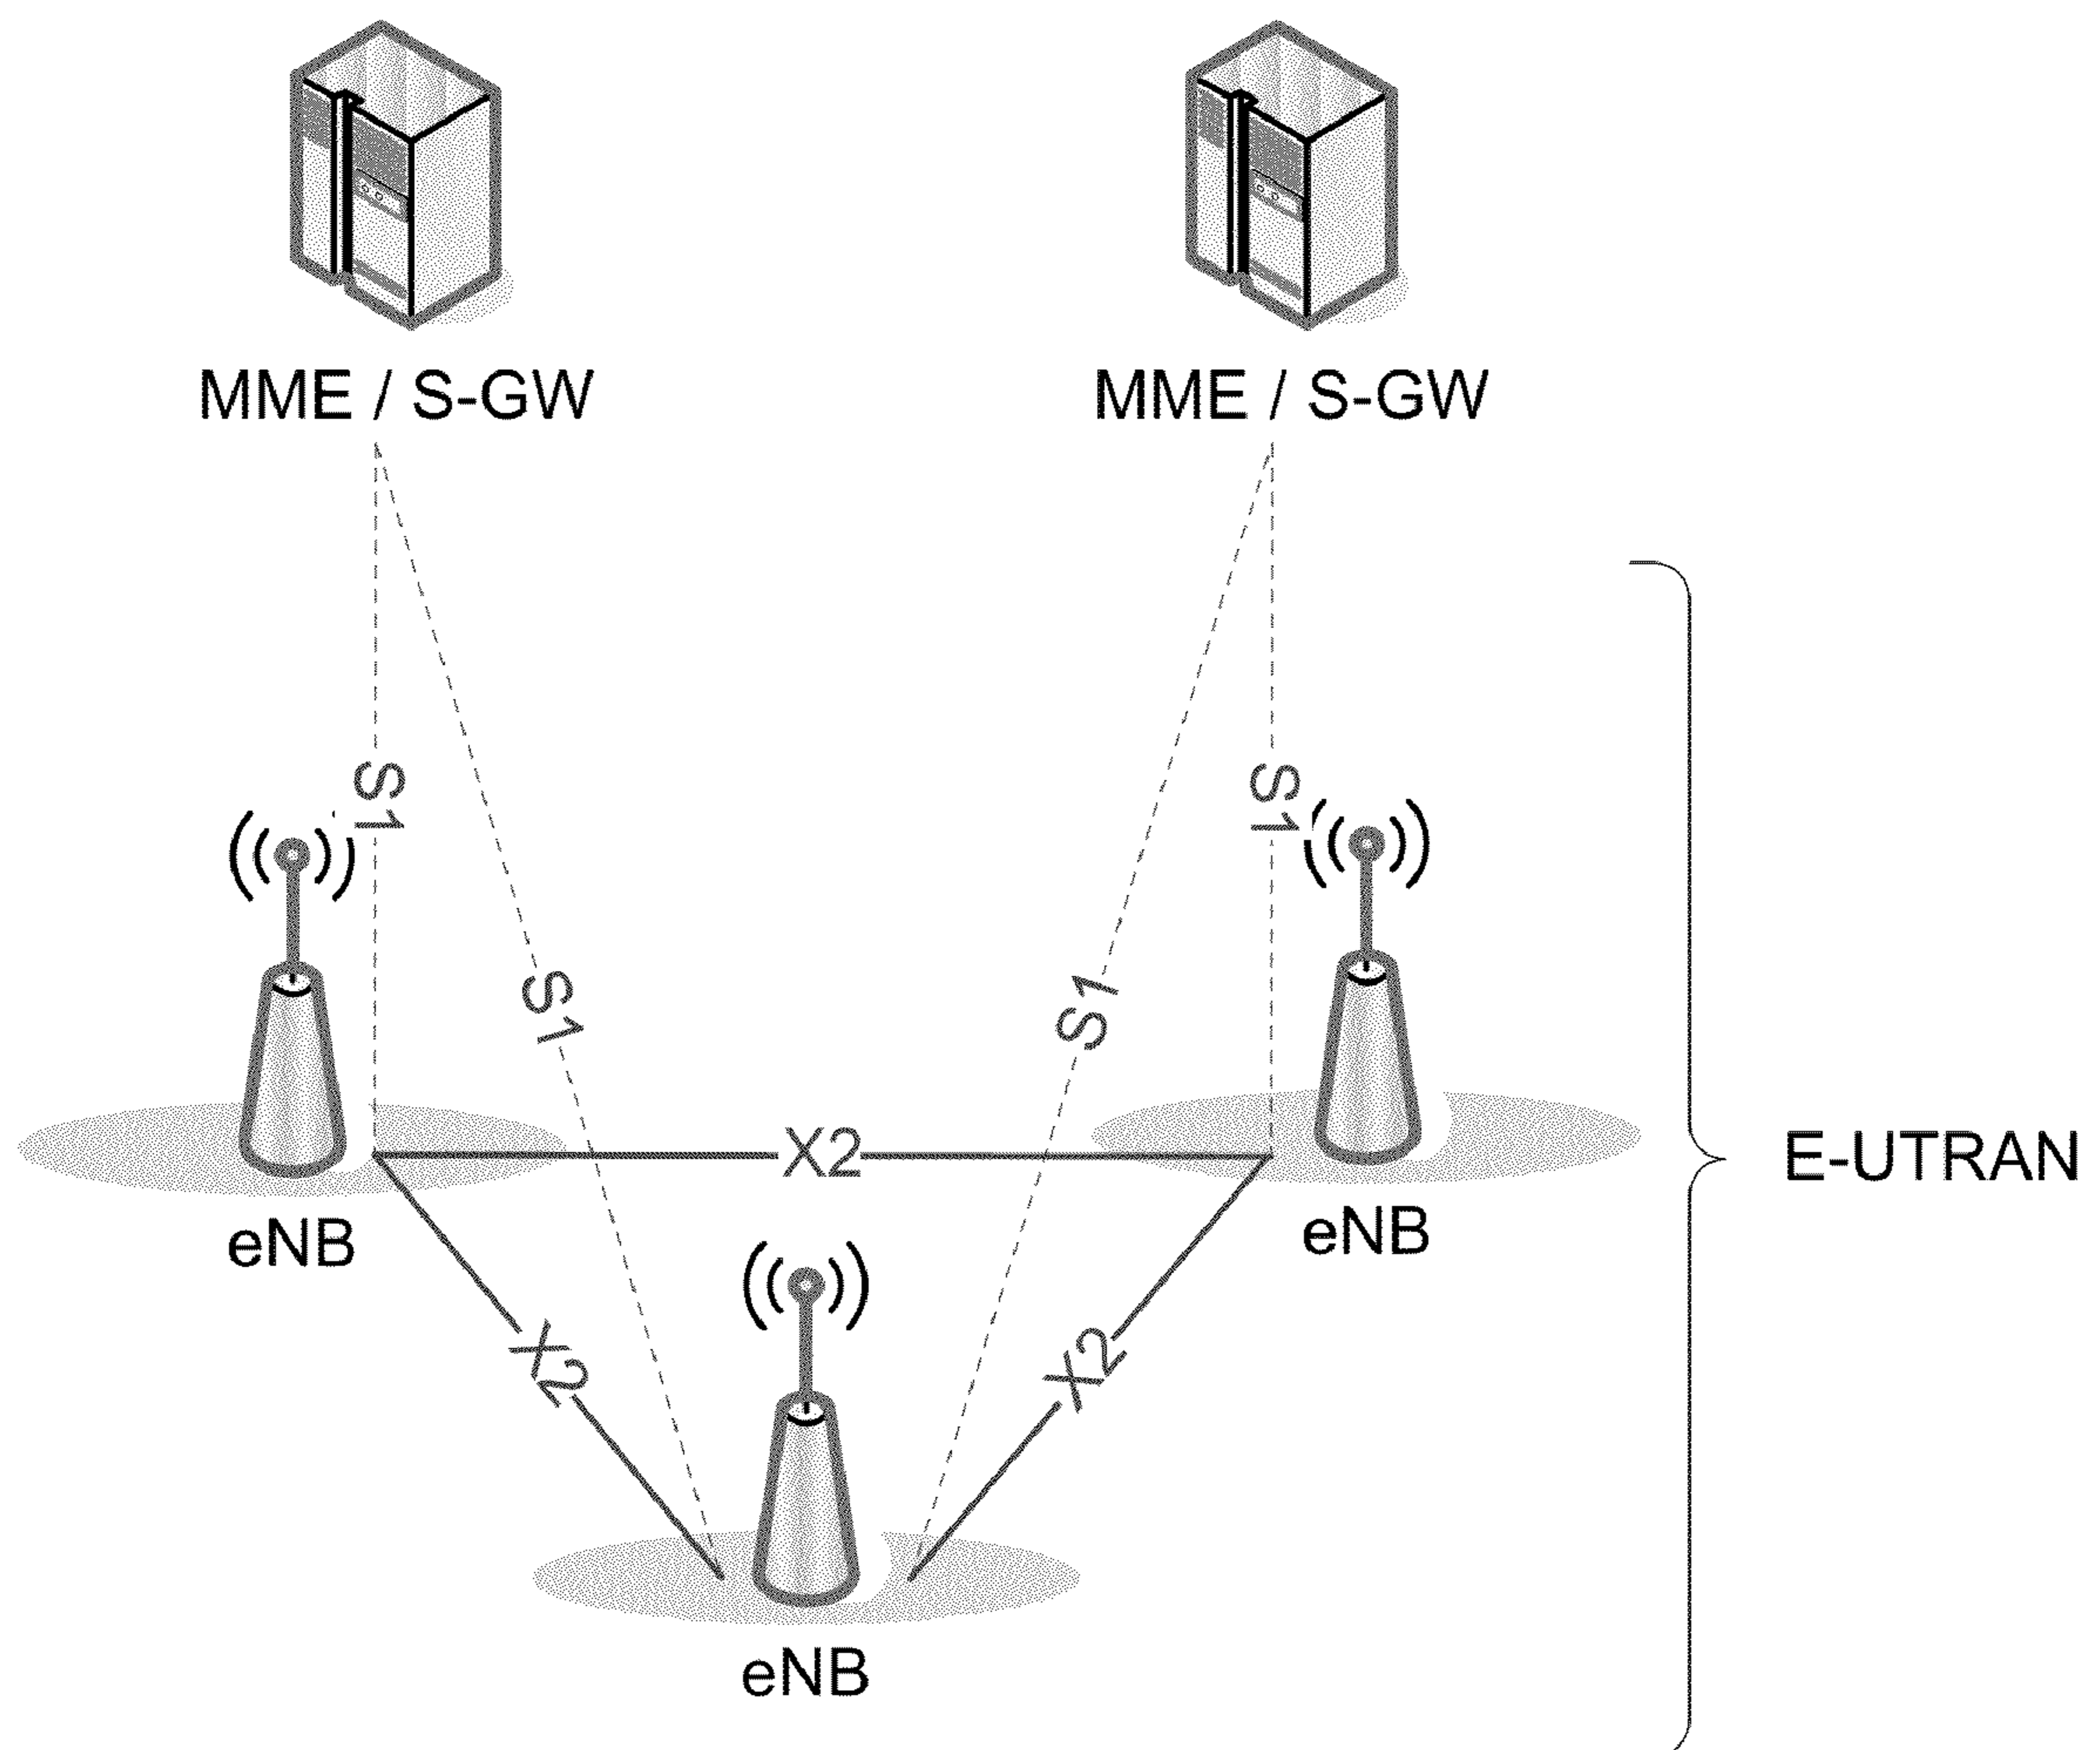 MME / S-GW
MME / S-GW
S1
S1
S1
S1
X2
E-UTRAN
eNB
eNB
X2
X2
eNB